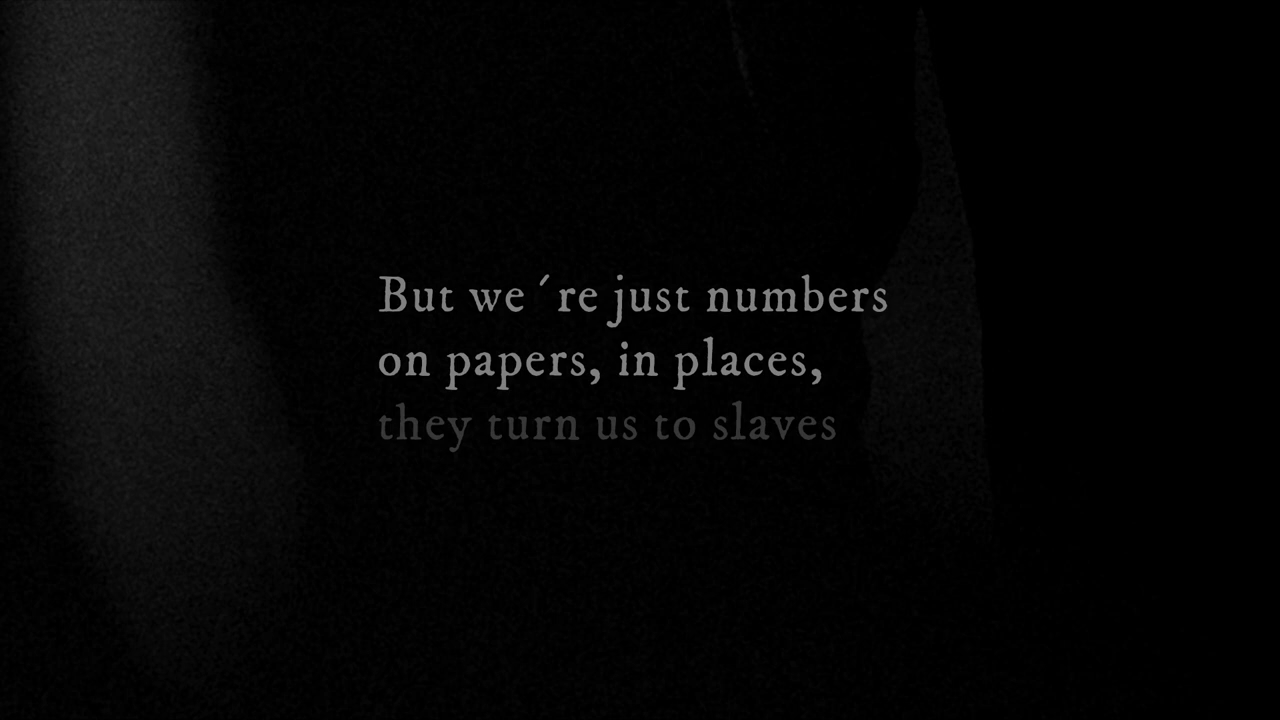 But we´re just numbers
on papers, in places,
they turn us to slaves